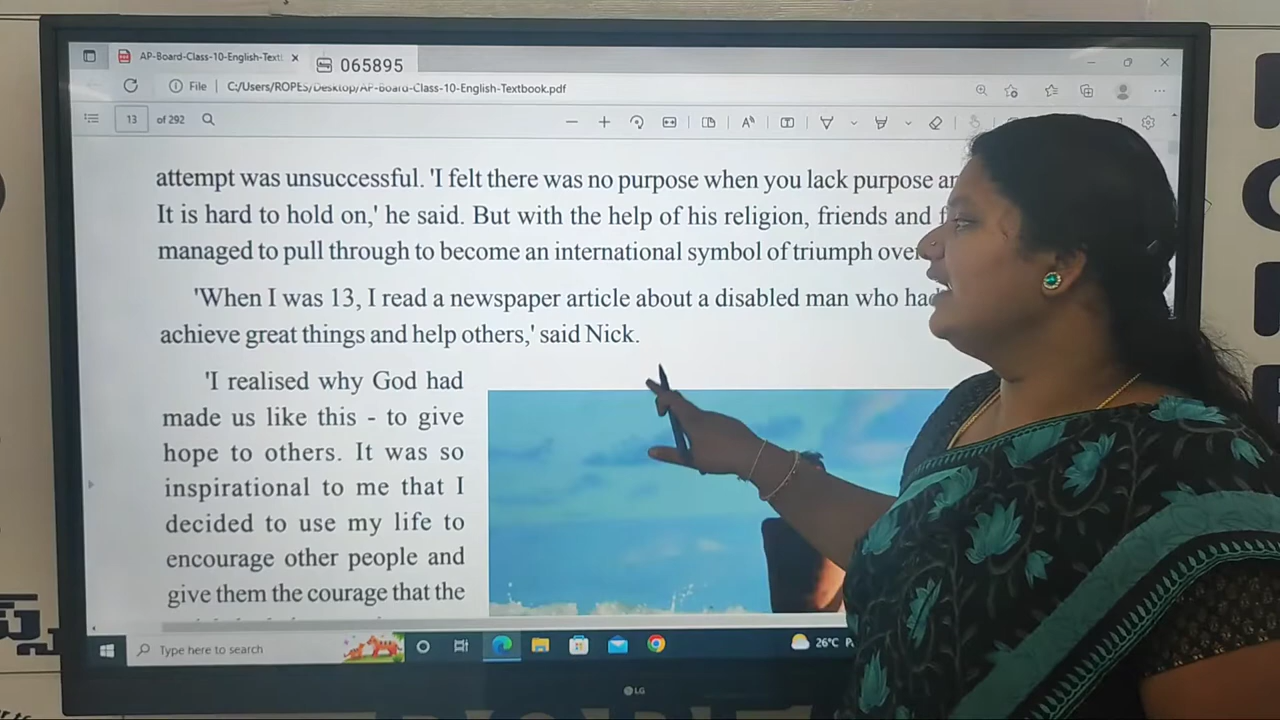 AP-Board-Class-10-English-Text
065895
File
C:/Users/ROPES/Desktop/AP-Board-Class-10-English-Textbook.pdf
13 of 292
attempt was unsuccessful. 'I felt there was no purpose when you lack purpose
It is hard to hold on,' he said. But with the help of his religion, friends and
managed to pull through to become an international symbol of triumph over
'When I was 13, I read a newspaper article about a disabled man who had
achieve great things and help others,' said Nick.
'I realised why God had
made us like this - to give
hope to others. It was so
inspirational to me that I
decided to use my life to
encourage other people and
give them the courage that the
Type here to search
26°C
LG